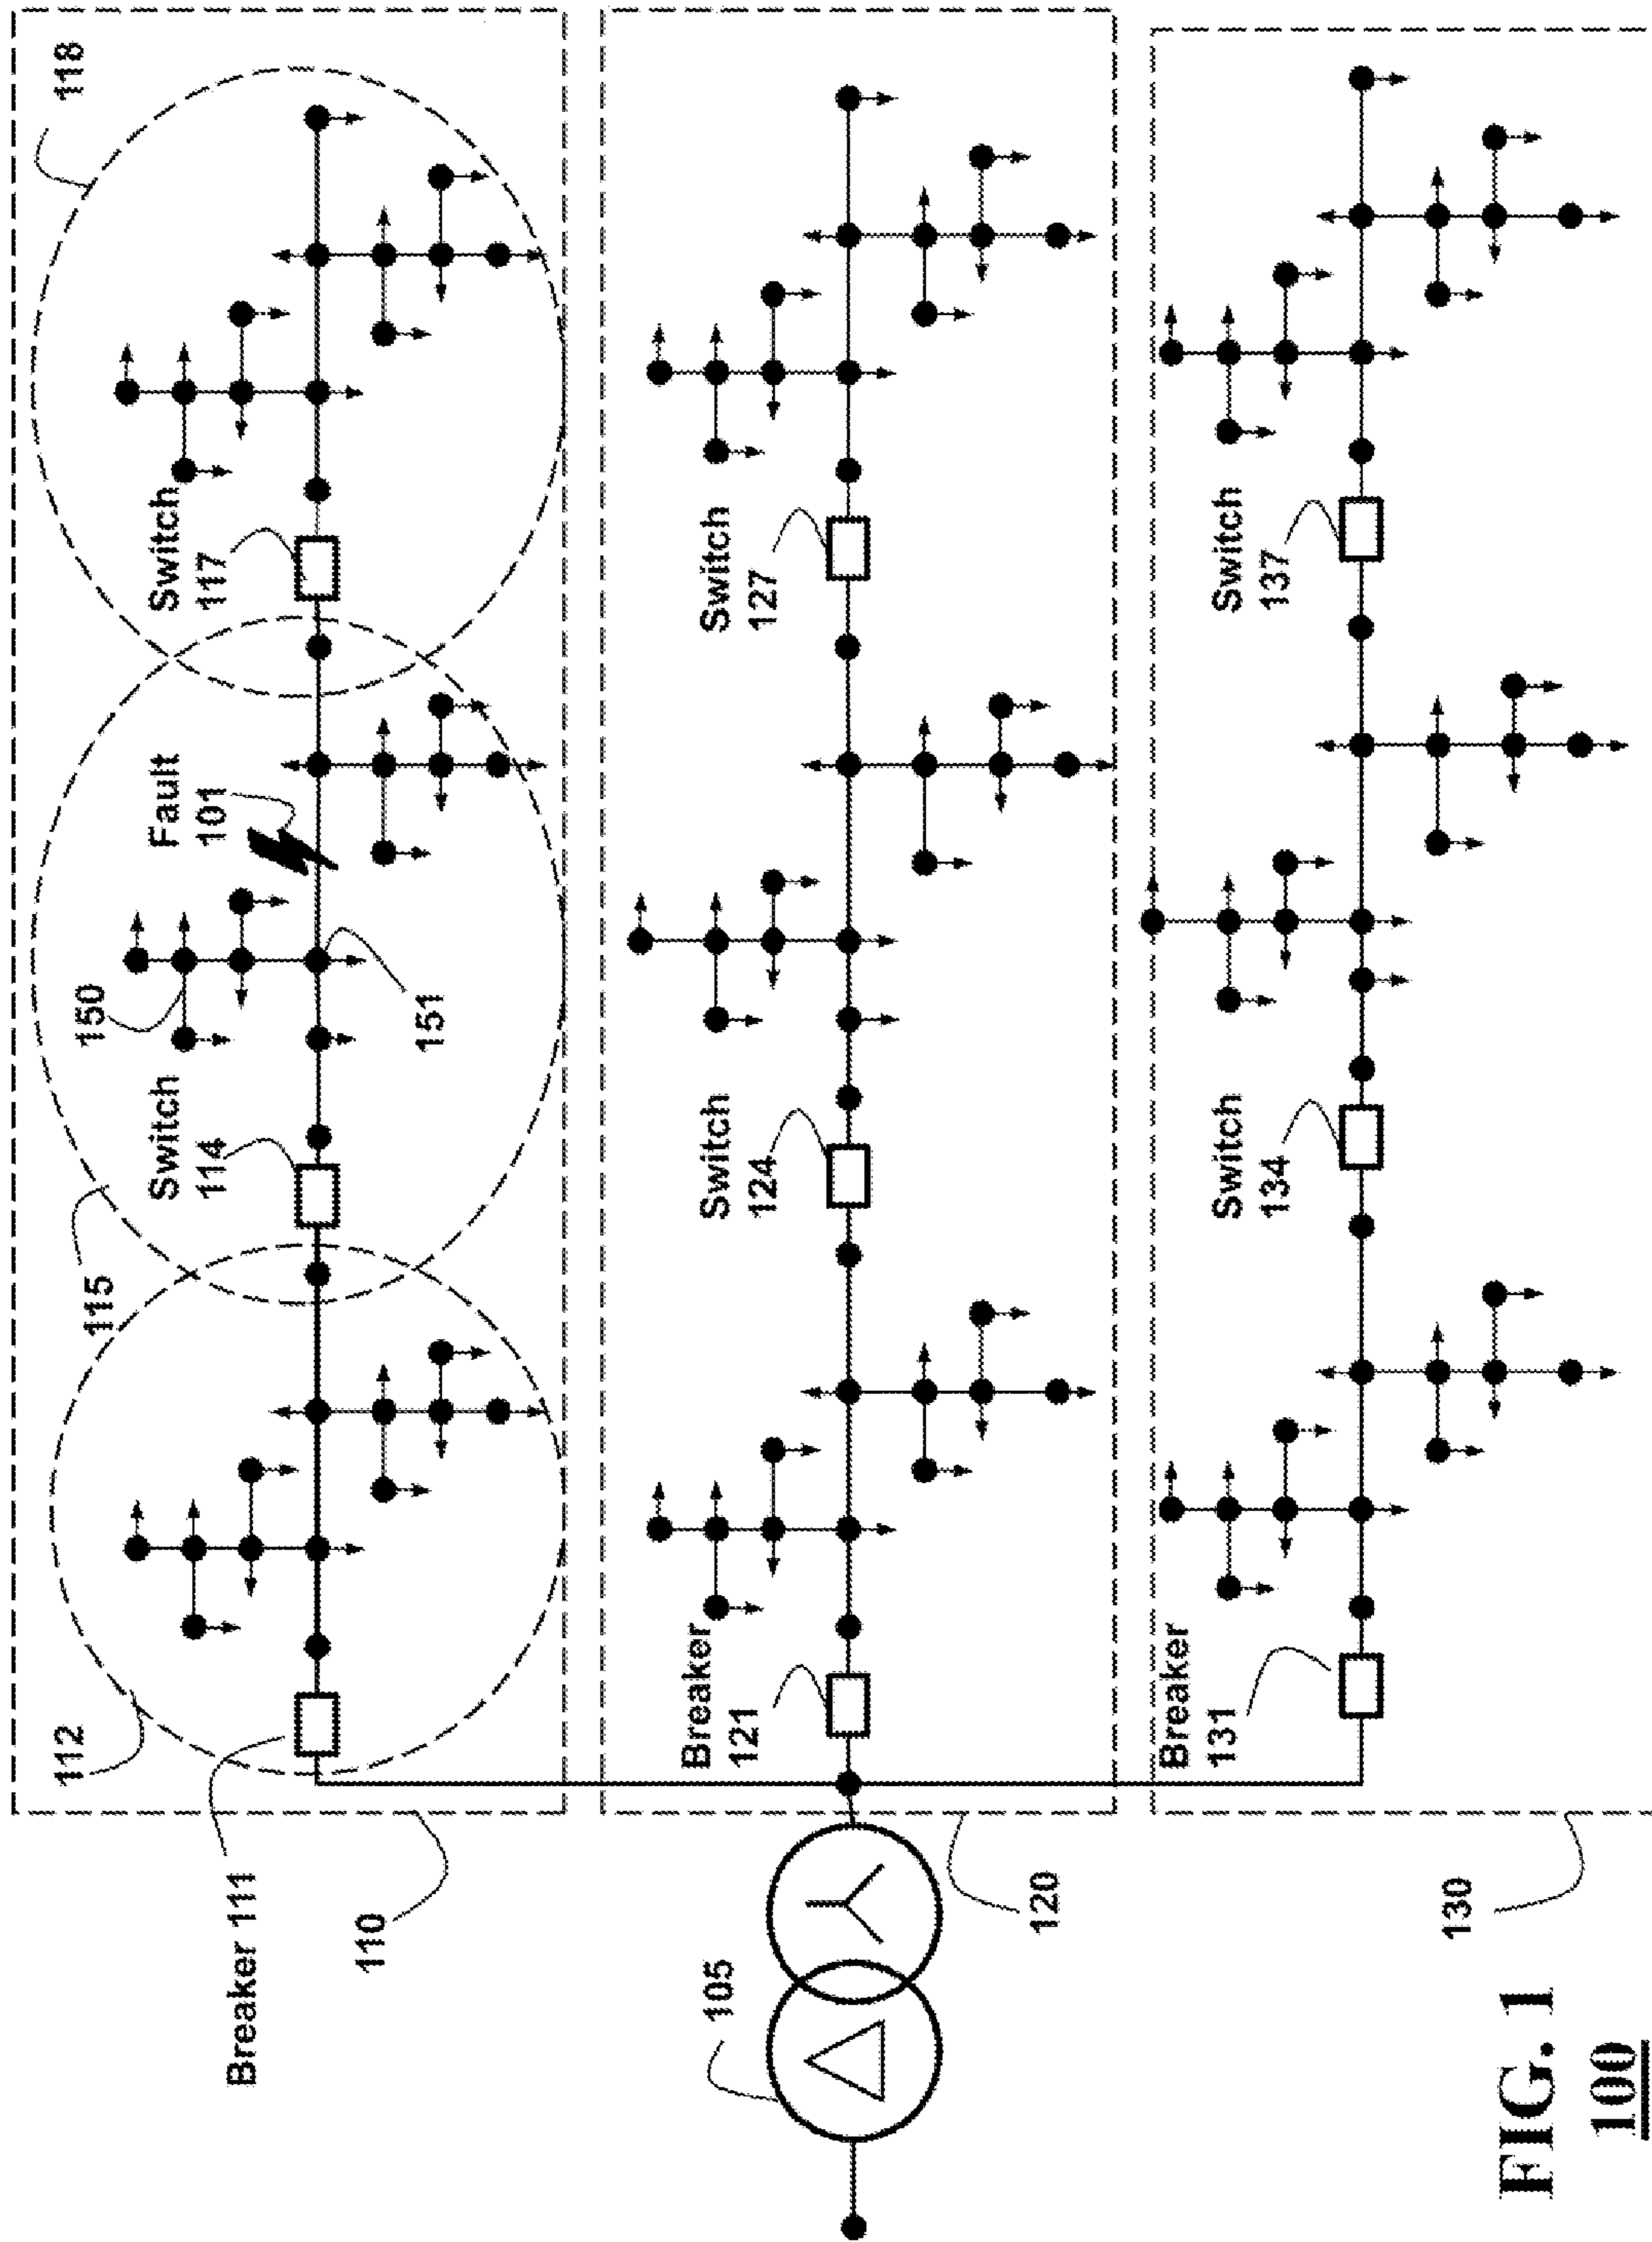 118
Switch
117
Fault
101
150
151
Switch
114
115
112
Breaker 111
110
Switch
127
Switch
124
Breaker
121
105
120
Switch
137
Switch
134
Breaker
131
130
FIG. 1
100